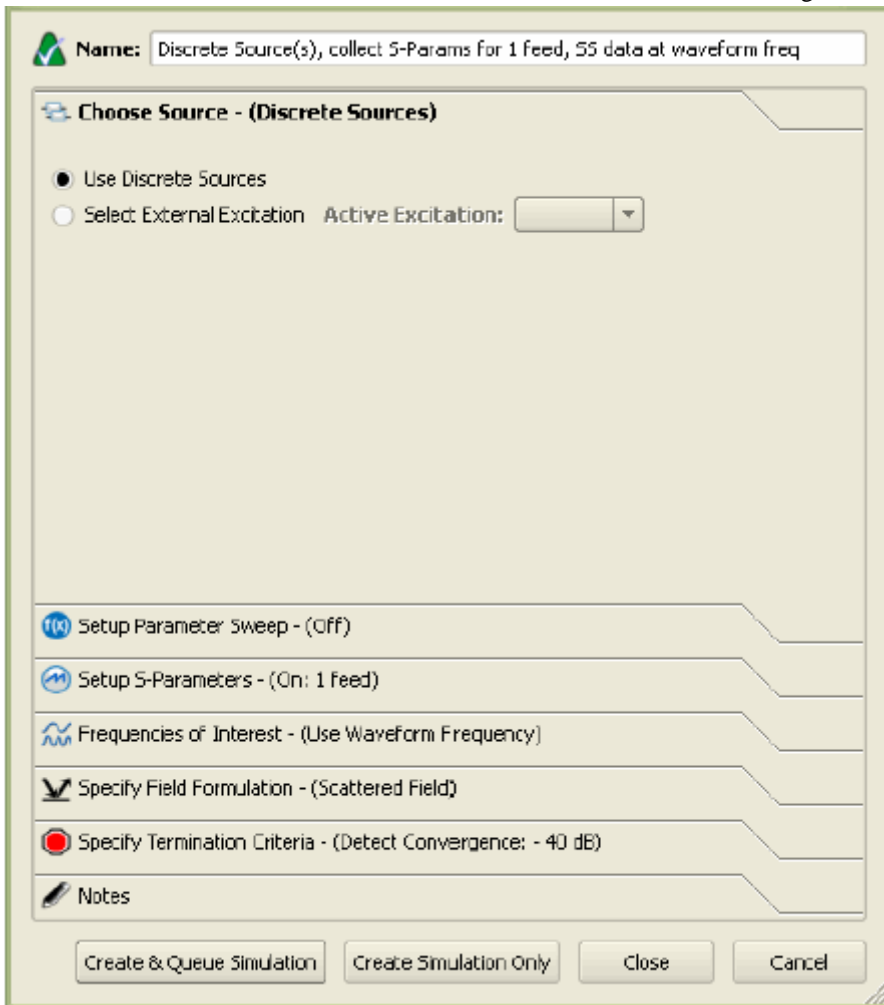 Name: Discrete Source(s), collect S-Params for 1 feed, SS data at waveform freq
Choose Source - (Discrete Sources)
Use Discrete Sources
Select External Excitation Active Excitation:
f(x) Setup Parameter Sweep - (Off)
Setup S-Parameters - (On: 1 feed)
Frequencies of Interest - (Use Waveform Frequency)
Specify Field Formulation - (Scattered Field)
Specify Termination Criteria - (Detect Convergence: - 40 dB)
Notes
Create & Queue Simulation Create Simulation Only Close Cancel